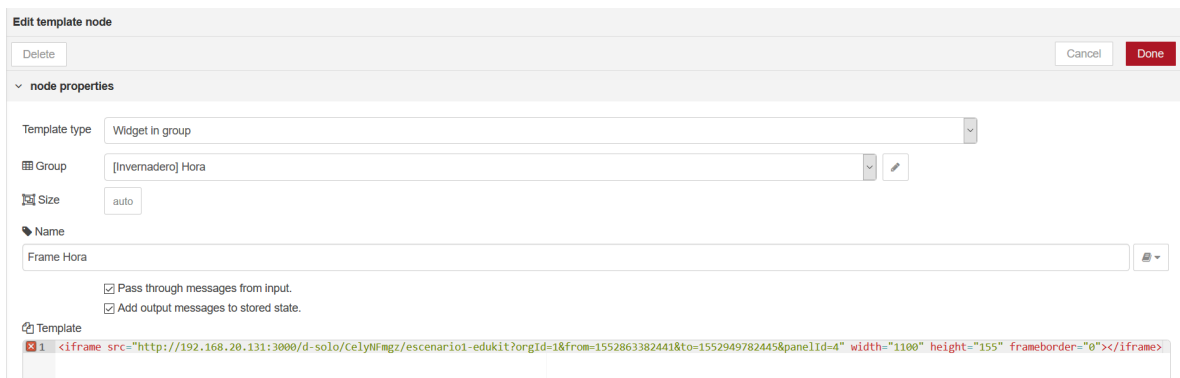 Edit template node
Delete Cancel Done
node properties
Template type Widget in group
Group [Invernadero] Hora
Size auto
Name
Frame Hora
Pass through messages from input.
Add output messages to stored state.
Template
1 <iframe src="http://192.168.20.131:3000/d-solo/CelyNFmgz/escenario1-edukit?orgId=1&from=1552863382441&to=1552949782445&panelId=4" width="1100" height="155" frameborder="0"></iframe>